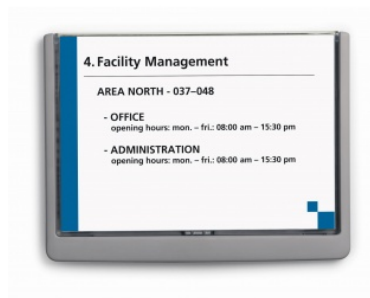 4. Facility Management
AREA NORTH - 037–048
- OFFICE
opening hours: mon. – fri.: 08:00 am – 15:30 pm
- ADMINISTRATION
opening hours: mon. – fri.: 08:00 am – 15:30 pm